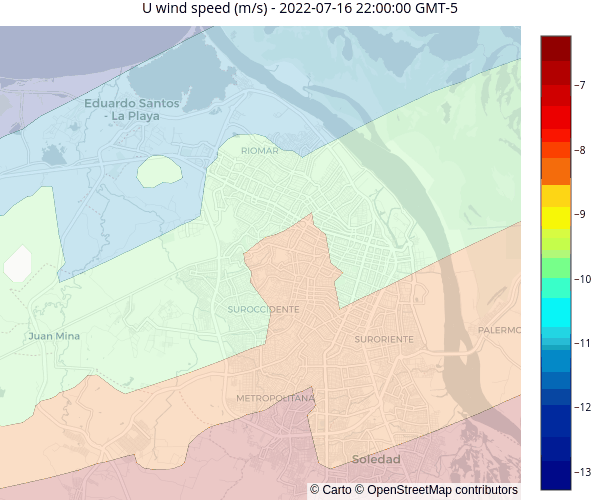 U wind speed (m/s) - 2022-07-16 22:00:00 GMT-5
Eduardo Santos
- La Playa
RIOMAR
SUROCCIDENTE
Juan Mina
SURORIENTE
PALERMO
METROPOLITANA
Soledad
© Carto © OpenStreetMap contributors
−7
−8
−9
−10
−11
−12
−13